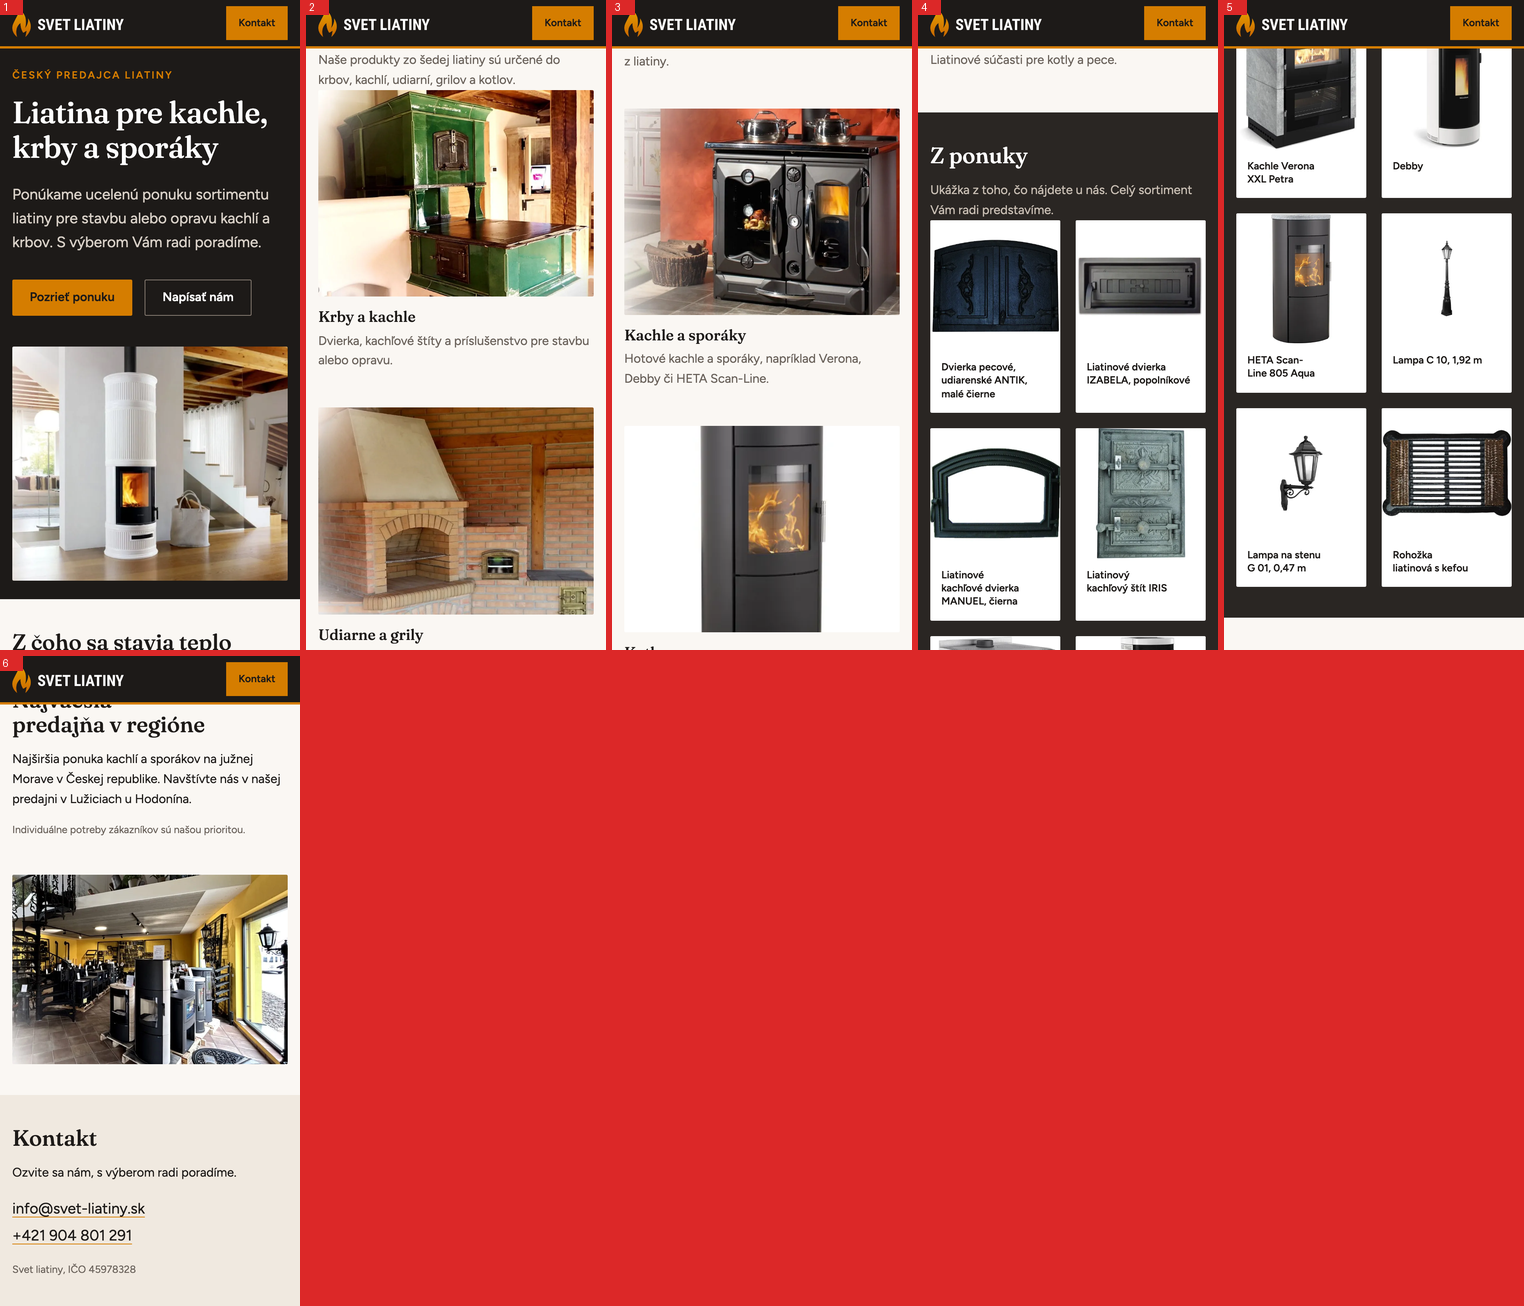 1
SVET LIATINY
Kontakt
ČESKÝ PREDAJCA LIATINY
Liatina pre kachle,
krby a sporáky
Ponúkame ucelenú ponuku sortimentu
liatiny pre stavbu alebo opravu kachlí a
krbov. S výberom Vám radi poradíme.
Pozrieť ponuku
Napísať nám
Z čoho sa stavia teplo
2
SVET LIATINY
Kontakt
Naše produkty zo šedej liatiny sú určené do
krbov, kachlí, udiarní, grilov a kotlov.
Krby a kachle
Dvierka, kachľové štíty a príslušenstvo pre stavbu
alebo opravu.
Udiarne a grily
3
SVET LIATINY
Kontakt
z liatiny.
Kachle a sporáky
Hotové kachle a sporáky, napríklad Verona,
Debby či HETA Scan-Line.
4
SVET LIATINY
Kontakt
Liatinové súčasti pre kotly a pece.
Z ponuky
Ukážka z toho, čo nájdete u nás. Celý sortiment
Vám radi predstavíme.
Dvierka pecové,
udiarenské ANTIK,
malé čierne
Liatinové dvierka
IZABELA, popolníkové
Liatinové
kachľové dvierka
MANUEL, čierna
Liatinový
kachľový štít IRIS
5
SVET LIATINY
Kontakt
Kachle Verona
XXL Petra
Debby
HETA Scan-
Line 805 Aqua
Lampa C 10, 1,92 m
Lampa na stenu
G 01, 0,47 m
Rohožka
liatinová s kefou
6
SVET LIATINY
Kontakt
Najväčšia
predajňa v regióne
Najširšia ponuka kachlí a sporákov na južnej
Morave v Českej republike. Navštívte nás v našej
predajni v Lužiciach u Hodonína.
Individuálne potreby zákazníkov sú našou prioritou.
Kontakt
Ozvite sa nám, s výberom radi poradíme.
info@svet-liatiny.sk
+421 904 801 291
Svet liatiny, IČO 45978328